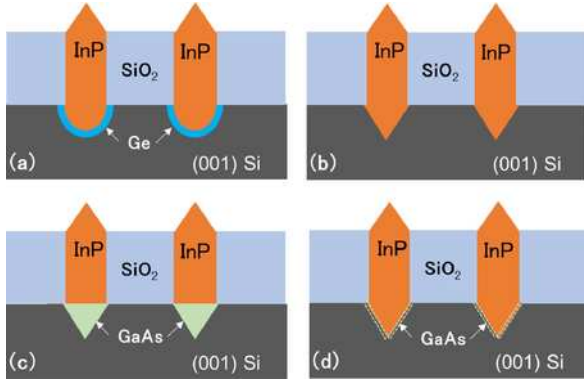 InP InP
SiO2
Ge
(a) (001) Si
InP InP
SiO2
(b) (001) Si
InP InP
SiO2
GaAs
(c) (001) Si
InP InP
SiO2
GaAs
(d) (001) Si